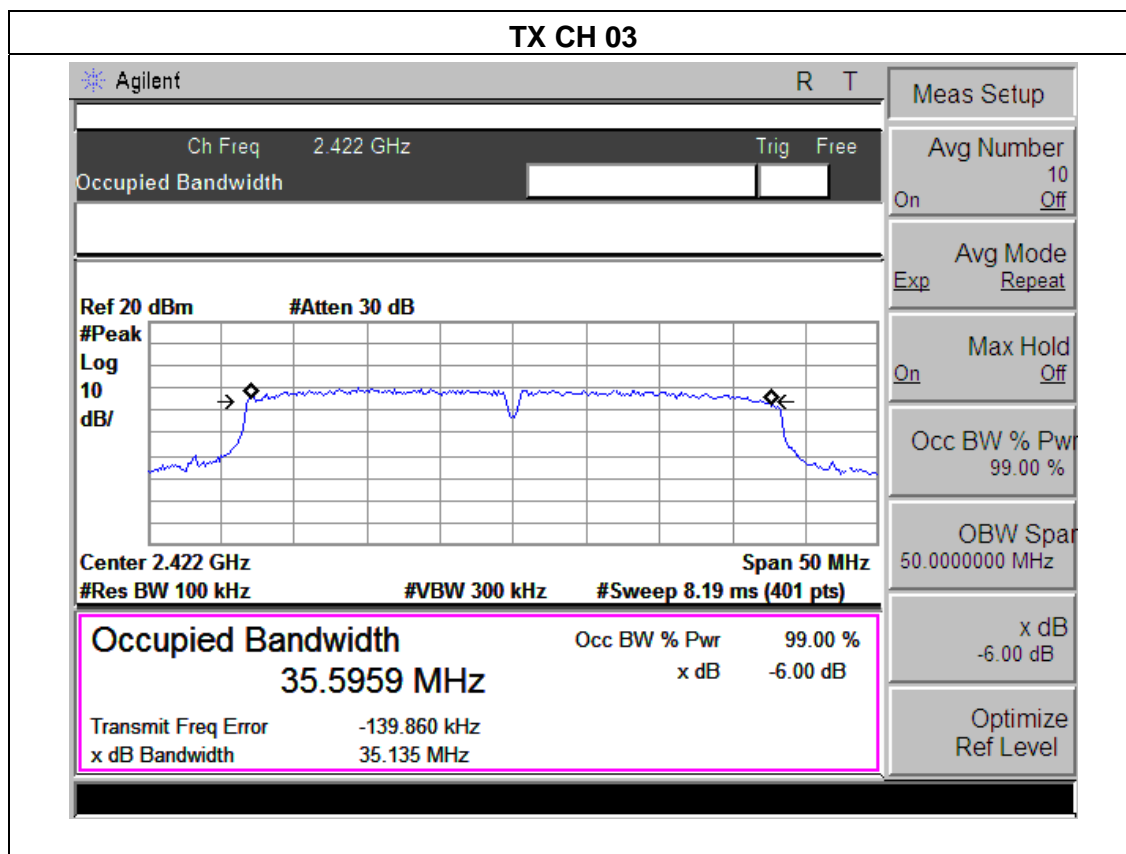 TX CH 03
Agilent R T
Meas Setup
Ch Freq 2.422 GHz Trig Free
Occupied Bandwidth
Avg Number
10
On Off
Avg Mode
Exp Repeat
Ref 20 dBm #Atten 30 dB
#Peak
Log
10
dB/
Max Hold
On Off
Occ BW % Pwr
99.00 %
OBW Span
50.0000000 MHz
Center 2.422 GHz Span 50 MHz
#Res BW 100 kHz #VBW 300 kHz #Sweep 8.19 ms (401 pts)
Occupied Bandwidth Occ BW % Pwr 99.00 %
35.5959 MHz x dB -6.00 dB
Transmit Freq Error -139.860 kHz
x dB Bandwidth 35.135 MHz
x dB
-6.00 dB
Optimize
Ref Level